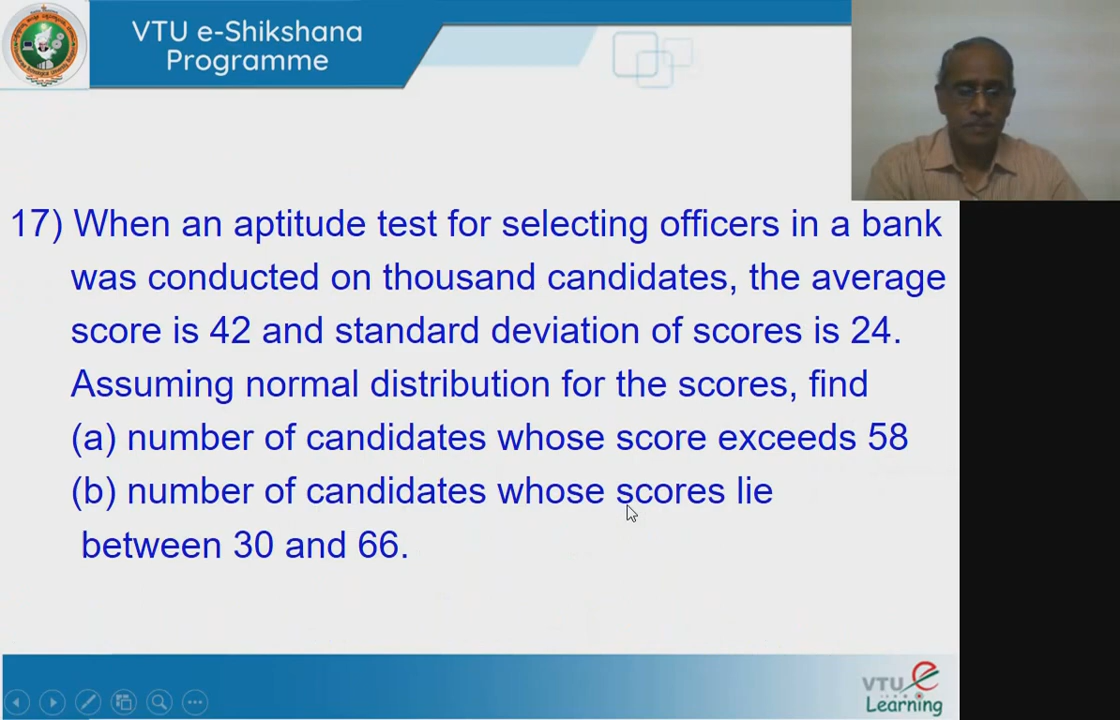 VTU e-Shikshana
Programme
17) When an aptitude test for selecting officers in a bank
was conducted on thousand candidates, the average
score is 42 and standard deviation of scores is 24.
Assuming normal distribution for the scores, find
(a) number of candidates whose score exceeds 58
(b) number of candidates whose scores lie
between 30 and 66.
VTU e
Learning